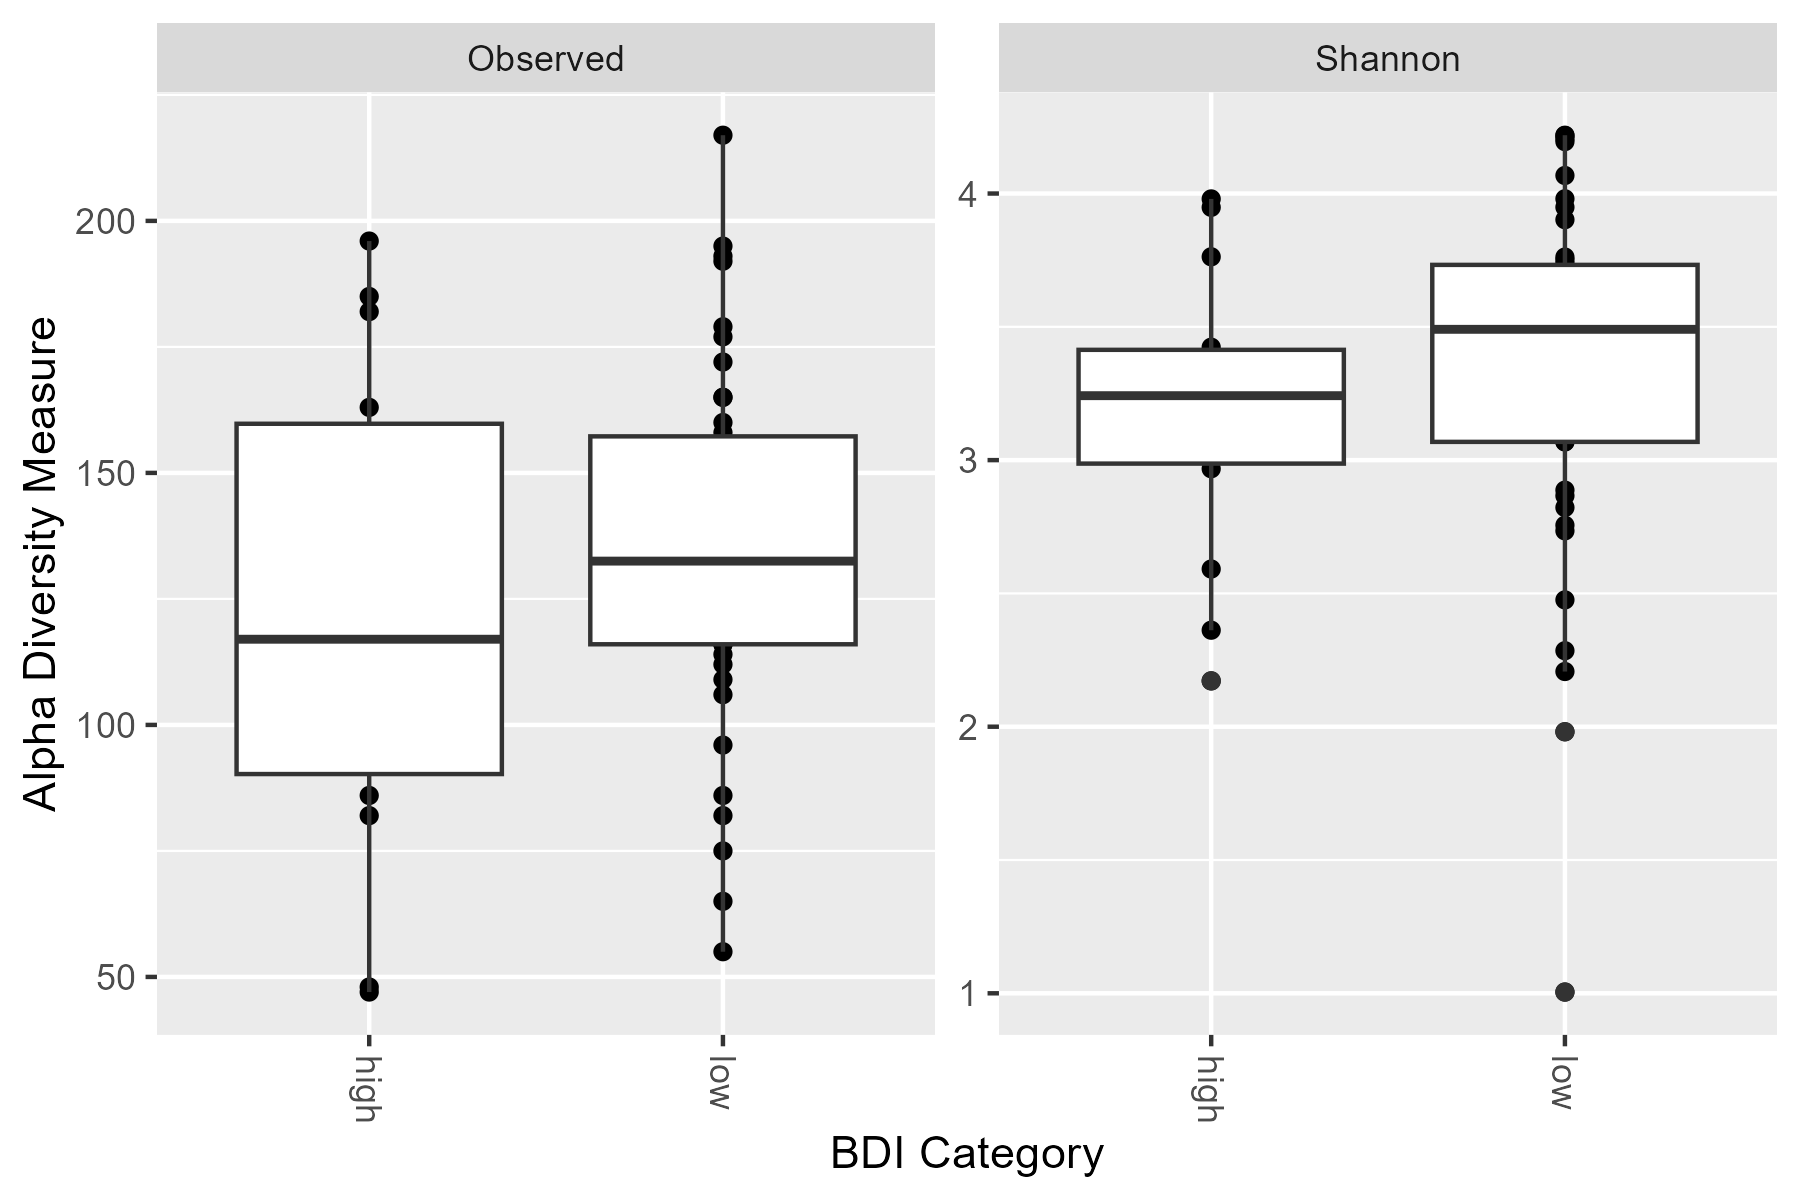 Observed
Shannon
Alpha Diversity Measure
200
150
100
50
4
3
2
1
high
low
high
low
BDI Category